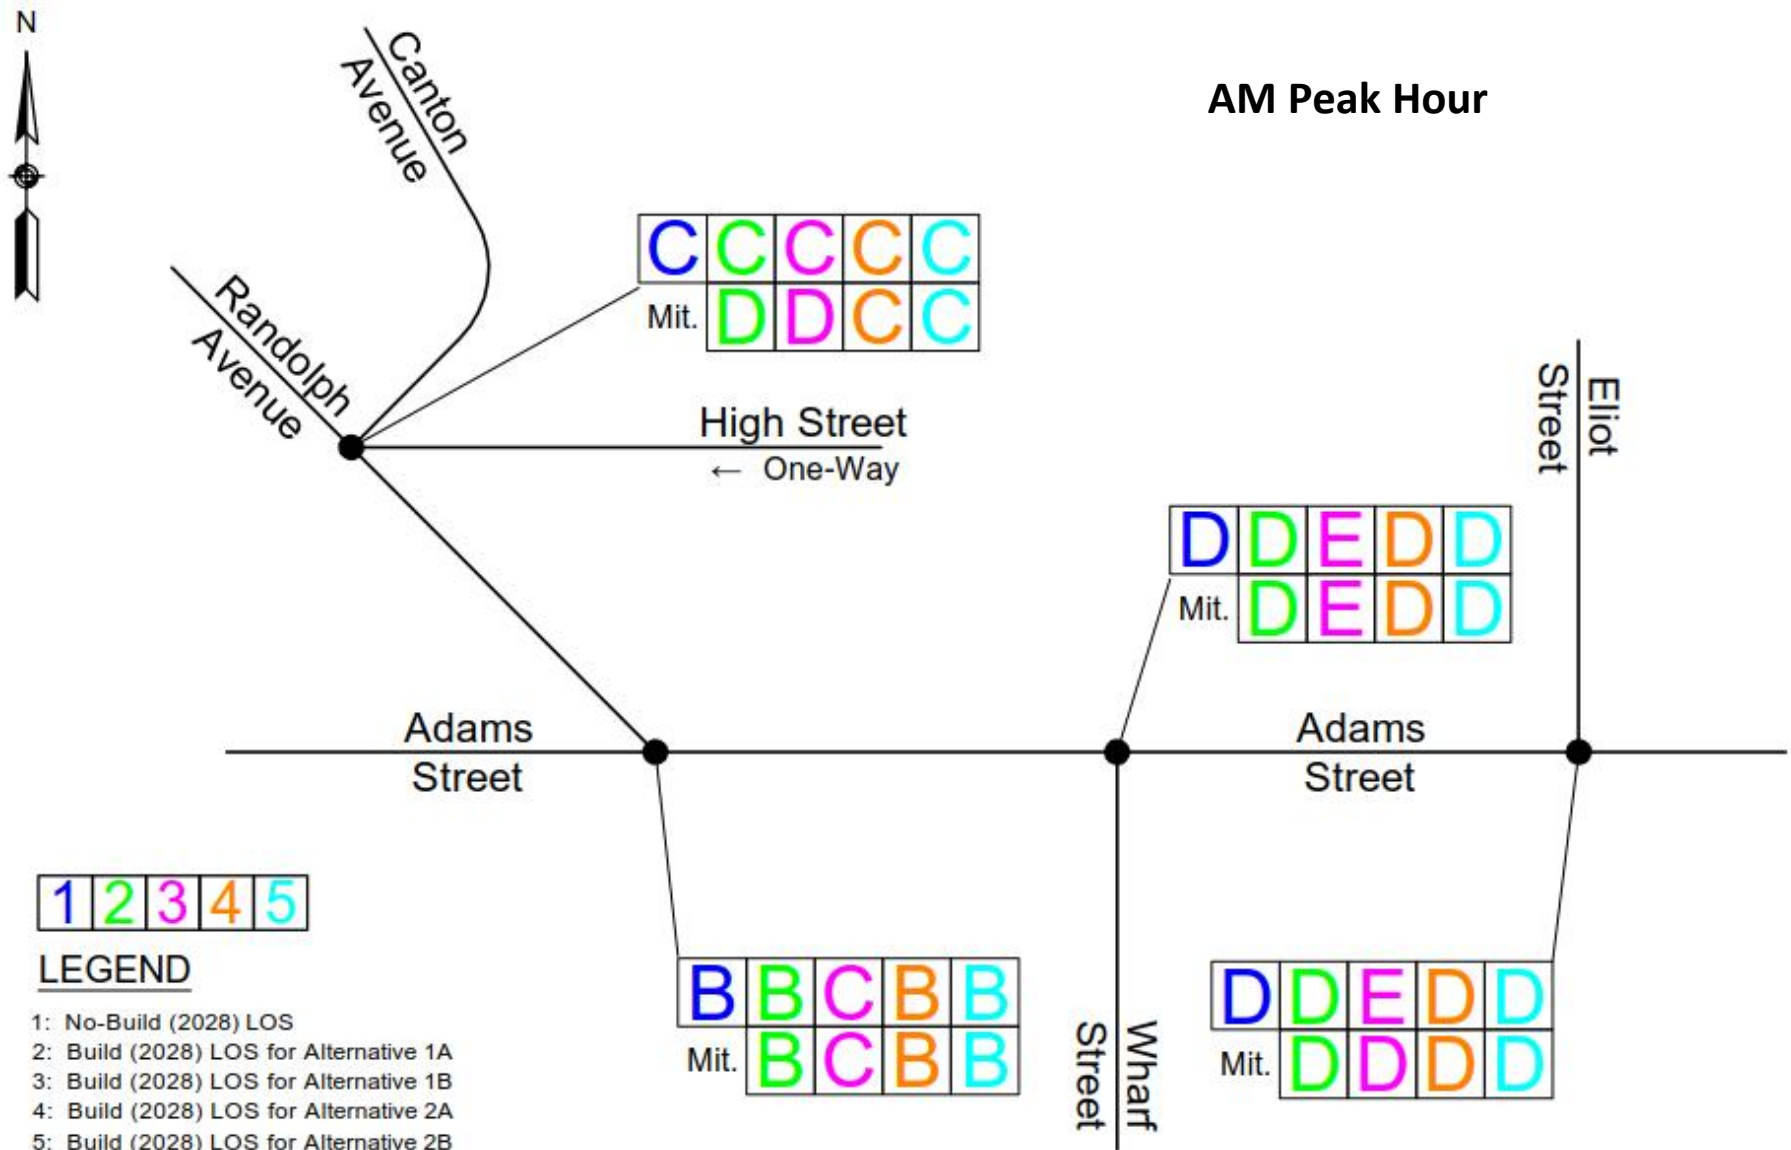 N
Canton
Avenue
AM Peak Hour
C C C C C
Mit. D D C C
Randolph
Avenue
High Street
← One-Way
Eliot
Street
D D E D D
Mit. D E D D
Adams
Street
Adams
Street
1 2 3 4 5
LEGEND
1: No-Build (2028) LOS
2: Build (2028) LOS for Alternative 1A
3: Build (2028) LOS for Alternative 1B
4: Build (2028) LOS for Alternative 2A
5: Build (2028) LOS for Alternative 2B
B B C B B
Mit. B C B B
Wharf
Street
D D E D D
Mit. D D D D